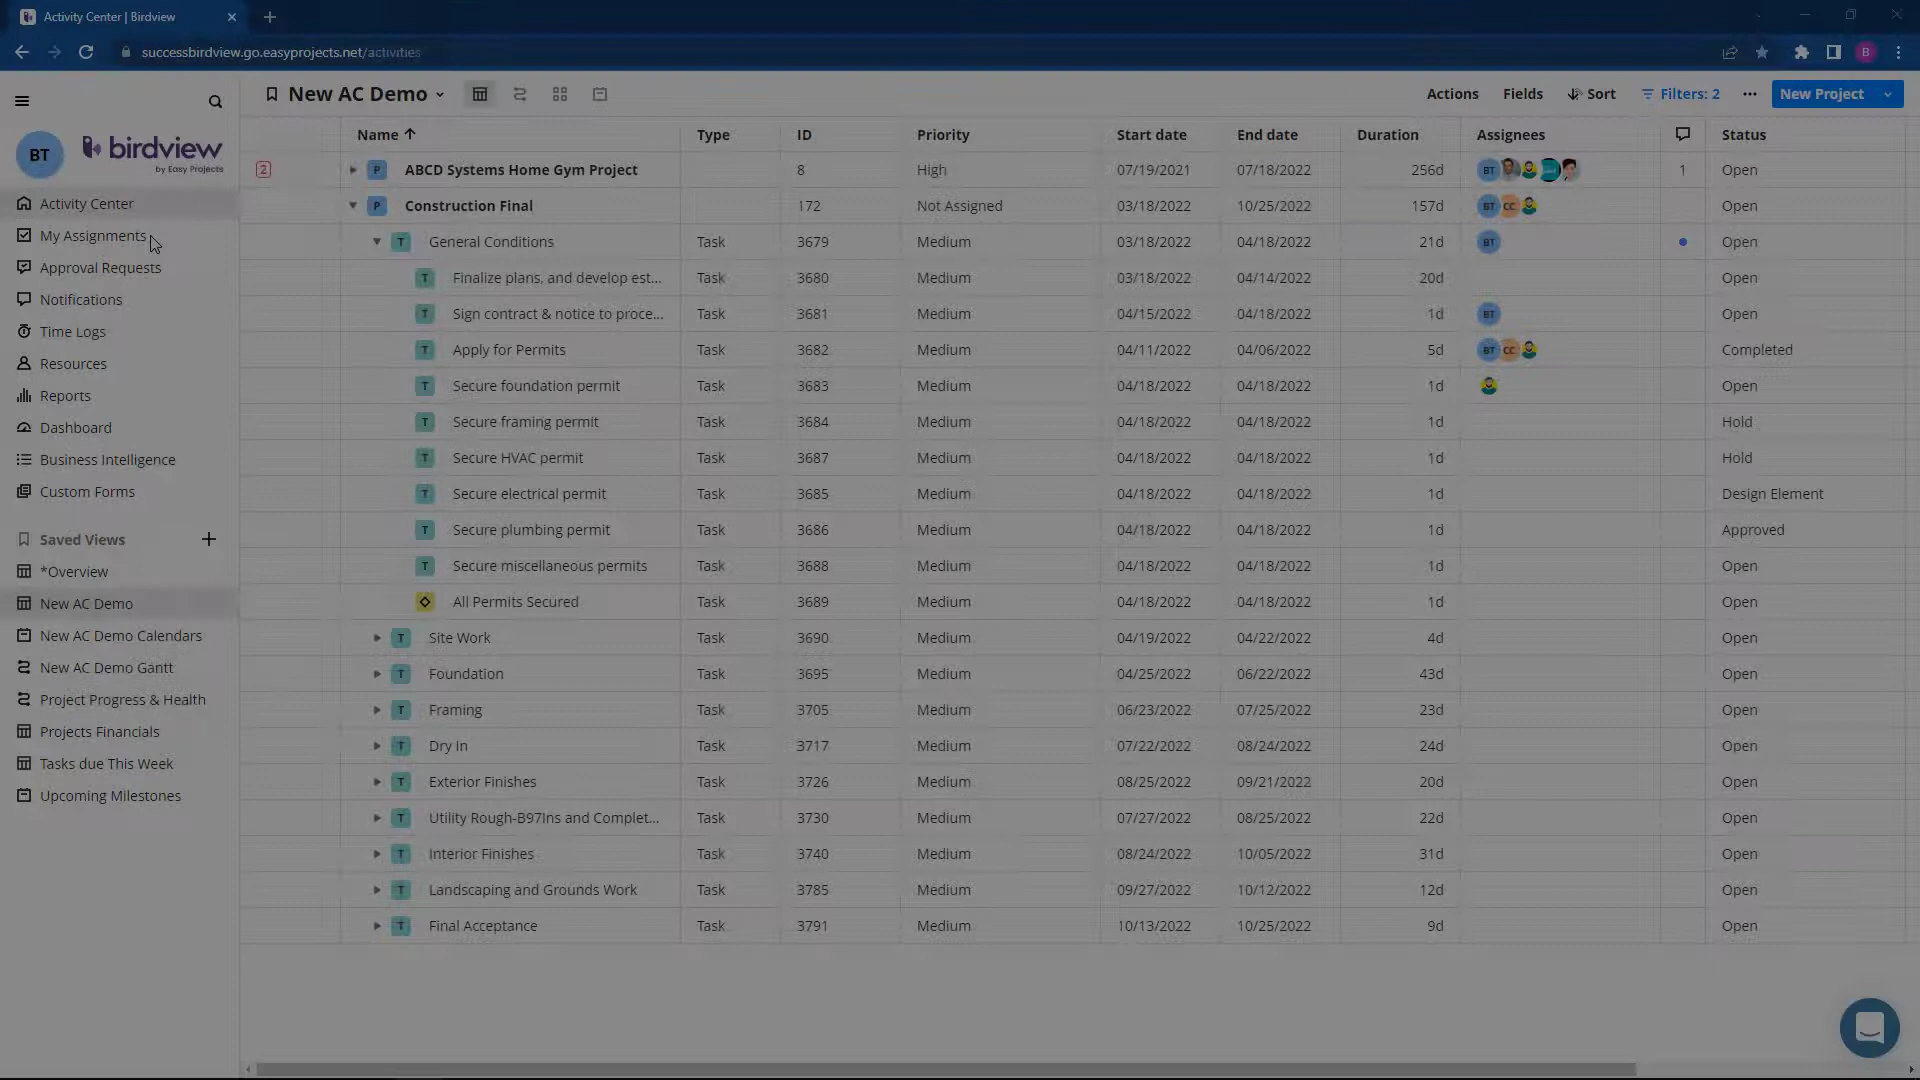 Activity Center | Birdview
successbirdview.go.easyprojects.net/activities
B
BT
birdview
by Easy Projects
Activity Center
My Assignments
Approval Requests
Notifications
Time Logs
Resources
Reports
Dashboard
Business Intelligence
Custom Forms
Saved Views
*Overview
New AC Demo
New AC Demo Calendars
New AC Demo Gantt
Project Progress & Health
Projects Financials
Tasks due This Week
Upcoming Milestones
New AC Demo
Actions Fields Sort Filters: 2 New Project
Name Type ID Priority Start date End date Duration Assignees Status
2 P ABCD Systems Home Gym Project 8 High 07/19/2021 07/18/2022 256d BT 1 Open
P Construction Final 172 Not Assigned 03/18/2022 10/25/2022 157d BT CC Open
T General Conditions Task 3679 Medium 03/18/2022 04/18/2022 21d BT Open
T Finalize plans, and develop est... Task 3680 Medium 03/18/2022 04/14/2022 20d Open
T Sign contract & notice to proce... Task 3681 Medium 04/15/2022 04/18/2022 1d BT Open
T Apply for Permits Task 3682 Medium 04/11/2022 04/06/2022 5d BT CC Completed
T Secure foundation permit Task 3683 Medium 04/18/2022 04/18/2022 1d Open
T Secure framing permit Task 3684 Medium 04/18/2022 04/18/2022 1d Hold
T Secure HVAC permit Task 3687 Medium 04/18/2022 04/18/2022 1d Hold
T Secure electrical permit Task 3685 Medium 04/18/2022 04/18/2022 1d Design Element
T Secure plumbing permit Task 3686 Medium 04/18/2022 04/18/2022 1d Approved
T Secure miscellaneous permits Task 3688 Medium 04/18/2022 04/18/2022 1d Open
All Permits Secured Task 3689 Medium 04/18/2022 04/18/2022 1d Open
T Site Work Task 3690 Medium 04/19/2022 04/22/2022 4d Open
T Foundation Task 3695 Medium 04/25/2022 06/22/2022 43d Open
T Framing Task 3705 Medium 06/23/2022 07/25/2022 23d Open
T Dry In Task 3717 Medium 07/22/2022 08/24/2022 24d Open
T Exterior Finishes Task 3726 Medium 08/25/2022 09/21/2022 20d Open
T Utility Rough-B97Ins and Complet... Task 3730 Medium 07/27/2022 08/25/2022 22d Open
T Interior Finishes Task 3740 Medium 08/24/2022 10/05/2022 31d Open
T Landscaping and Grounds Work Task 3785 Medium 09/27/2022 10/12/2022 12d Open
T Final Acceptance Task 3791 Medium 10/13/2022 10/25/2022 9d Open